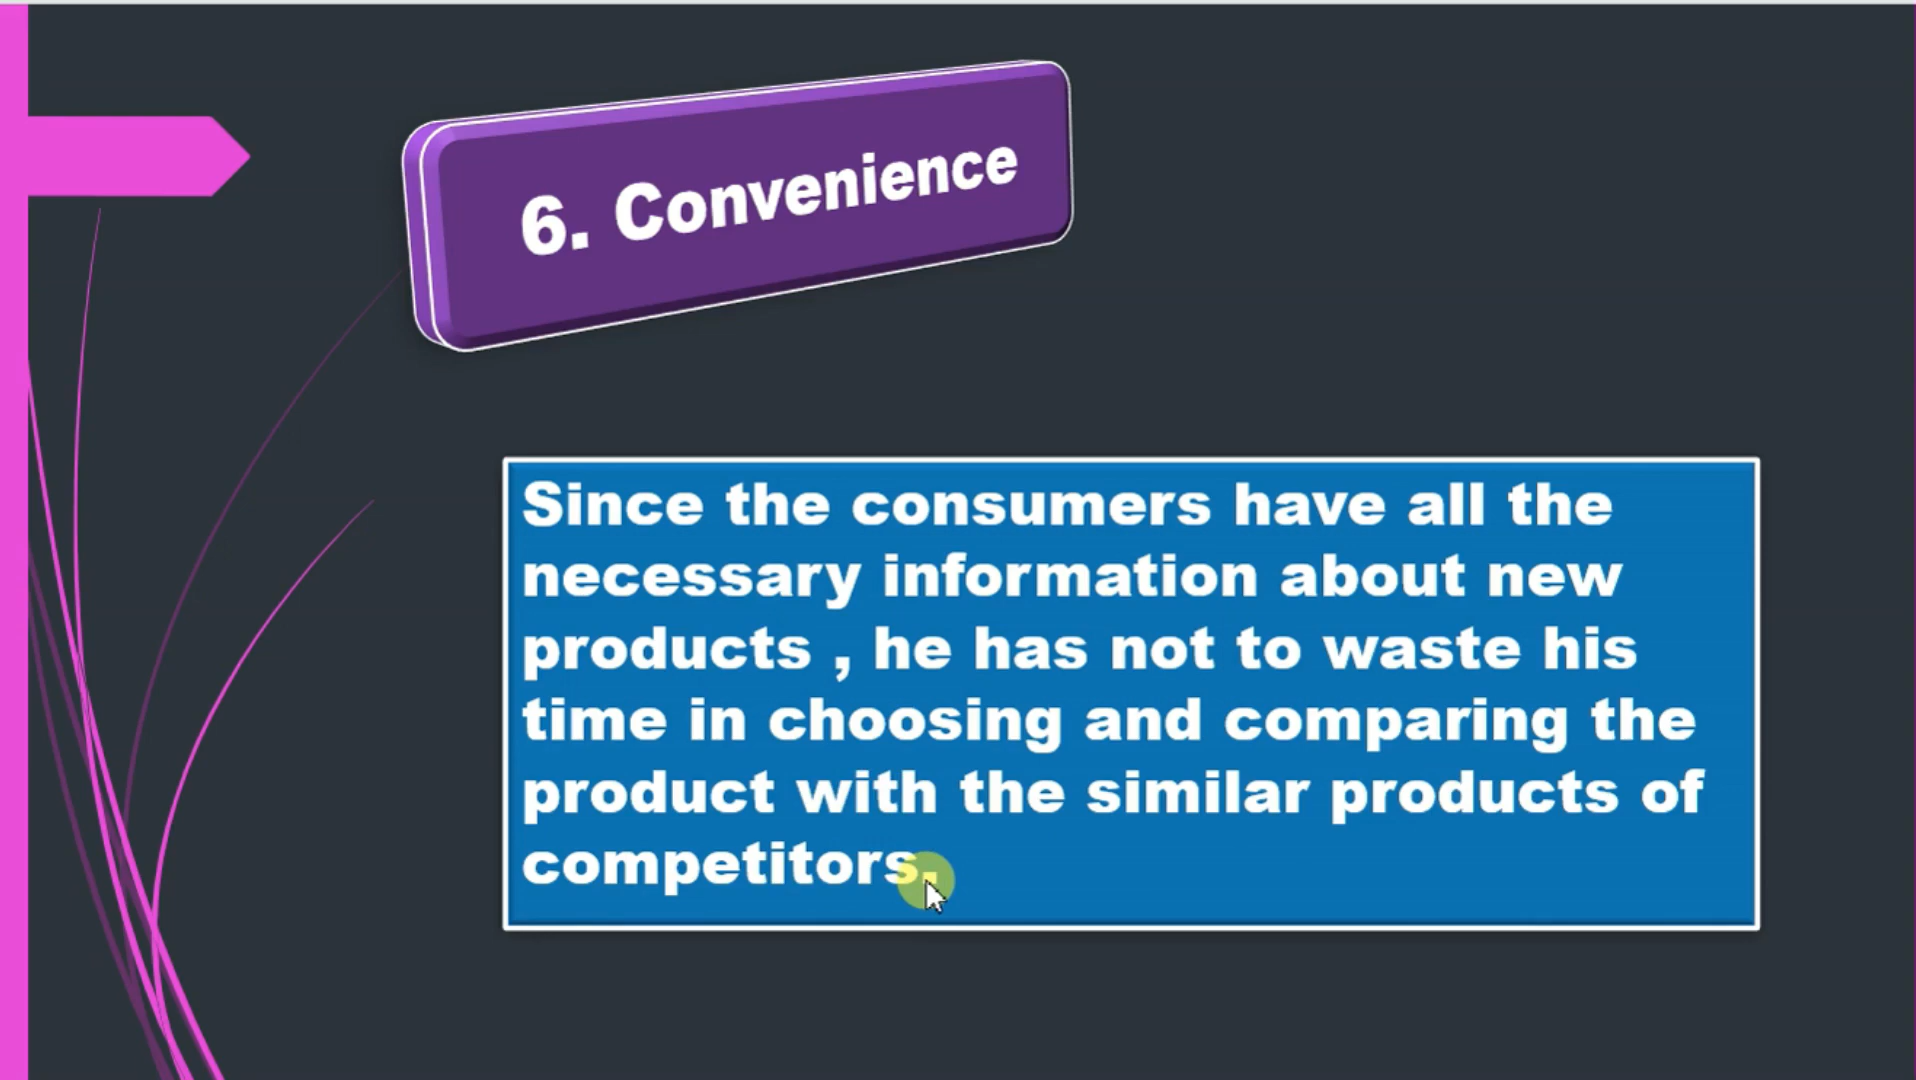 6. Convenience
Since the consumers have all the
necessary information about new
products , he has not to waste his
time in choosing and comparing the
product with the similar products of
competitors.